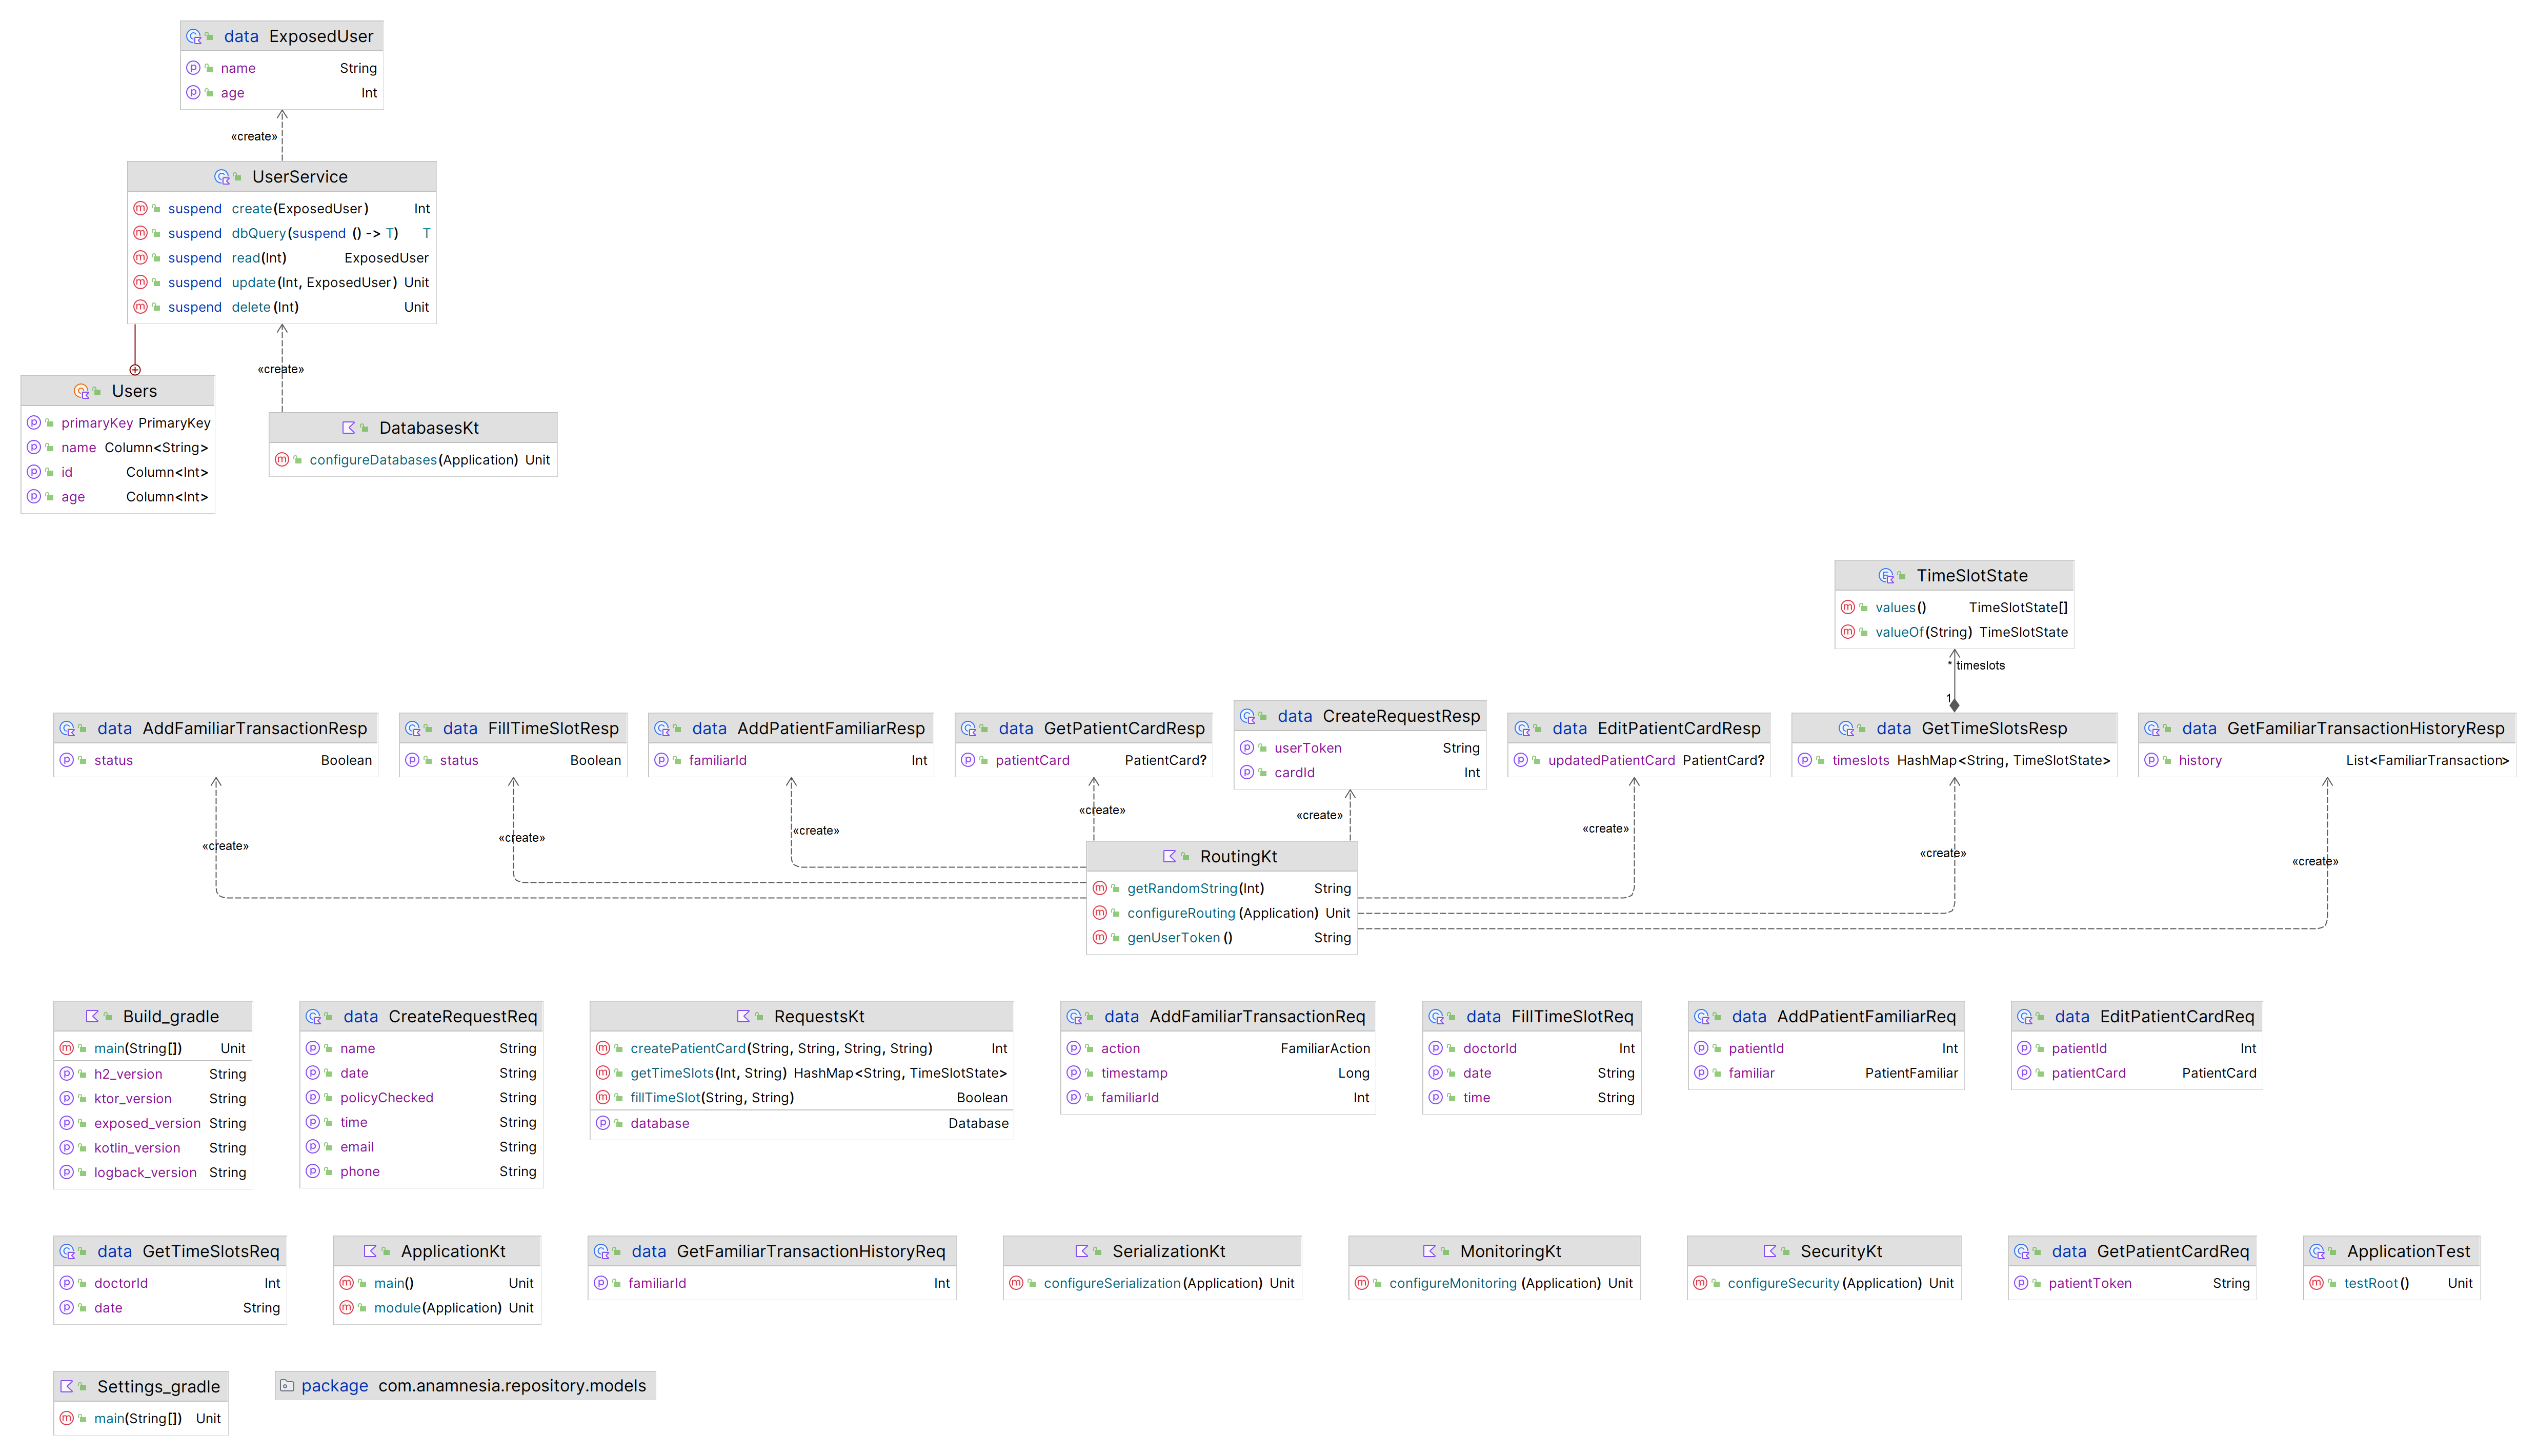 data ExposedUser
name String
age Int
«create»
UserService
suspend create(ExposedUser) Int
suspend dbQuery(suspend () -> T) T
suspend read(Int) ExposedUser
suspend update(Int, ExposedUser) Unit
suspend delete(Int) Unit
«create»
Users
primaryKey PrimaryKey
name Column<String>
id Column<Int>
age Column<Int>
DatabasesKt
configureDatabases(Application) Unit
TimeSlotState
values() TimeSlotState[]
valueOf(String) TimeSlotState
* timeslots
1
data AddFamiliarTransactionResp
status Boolean
data FillTimeSlotResp
status Boolean
data AddPatientFamiliarResp
familiarId Int
data GetPatientCardResp
patientCard PatientCard?
data CreateRequestResp
userToken String
cardId Int
data EditPatientCardResp
updatedPatientCard PatientCard?
data GetTimeSlotsResp
timeslots HashMap<String, TimeSlotState>
data GetFamiliarTransactionHistoryResp
history List<FamiliarTransaction>
«create»
«create»
«create»
«create»
«create»
«create»
«create»
«create»
RoutingKt
getRandomString(Int) String
configureRouting(Application) Unit
genUserToken() String
Build_gradle
main(String[]) Unit
h2_version String
ktor_version String
exposed_version String
kotlin_version String
logback_version String
data CreateRequestReq
name String
date String
policyChecked String
time String
email String
phone String
RequestsKt
createPatientCard(String, String, String, String) Int
getTimeSlots(Int, String) HashMap<String, TimeSlotState>
fillTimeSlot(String, String) Boolean
database Database
data AddFamiliarTransactionReq
action FamiliarAction
timestamp Long
familiarId Int
data FillTimeSlotReq
doctorId Int
date String
time String
data AddPatientFamiliarReq
patientId Int
familiar PatientFamiliar
data EditPatientCardReq
patientId Int
patientCard PatientCard
data GetTimeSlotsReq
doctorId Int
date String
ApplicationKt
main() Unit
module(Application) Unit
data GetFamiliarTransactionHistoryReq
familiarId Int
SerializationKt
configureSerialization(Application) Unit
MonitoringKt
configureMonitoring(Application) Unit
SecurityKt
configureSecurity(Application) Unit
data GetPatientCardReq
patientToken String
ApplicationTest
testRoot() Unit
Settings_gradle
main(String[]) Unit
package com.anamnesia.repository.models